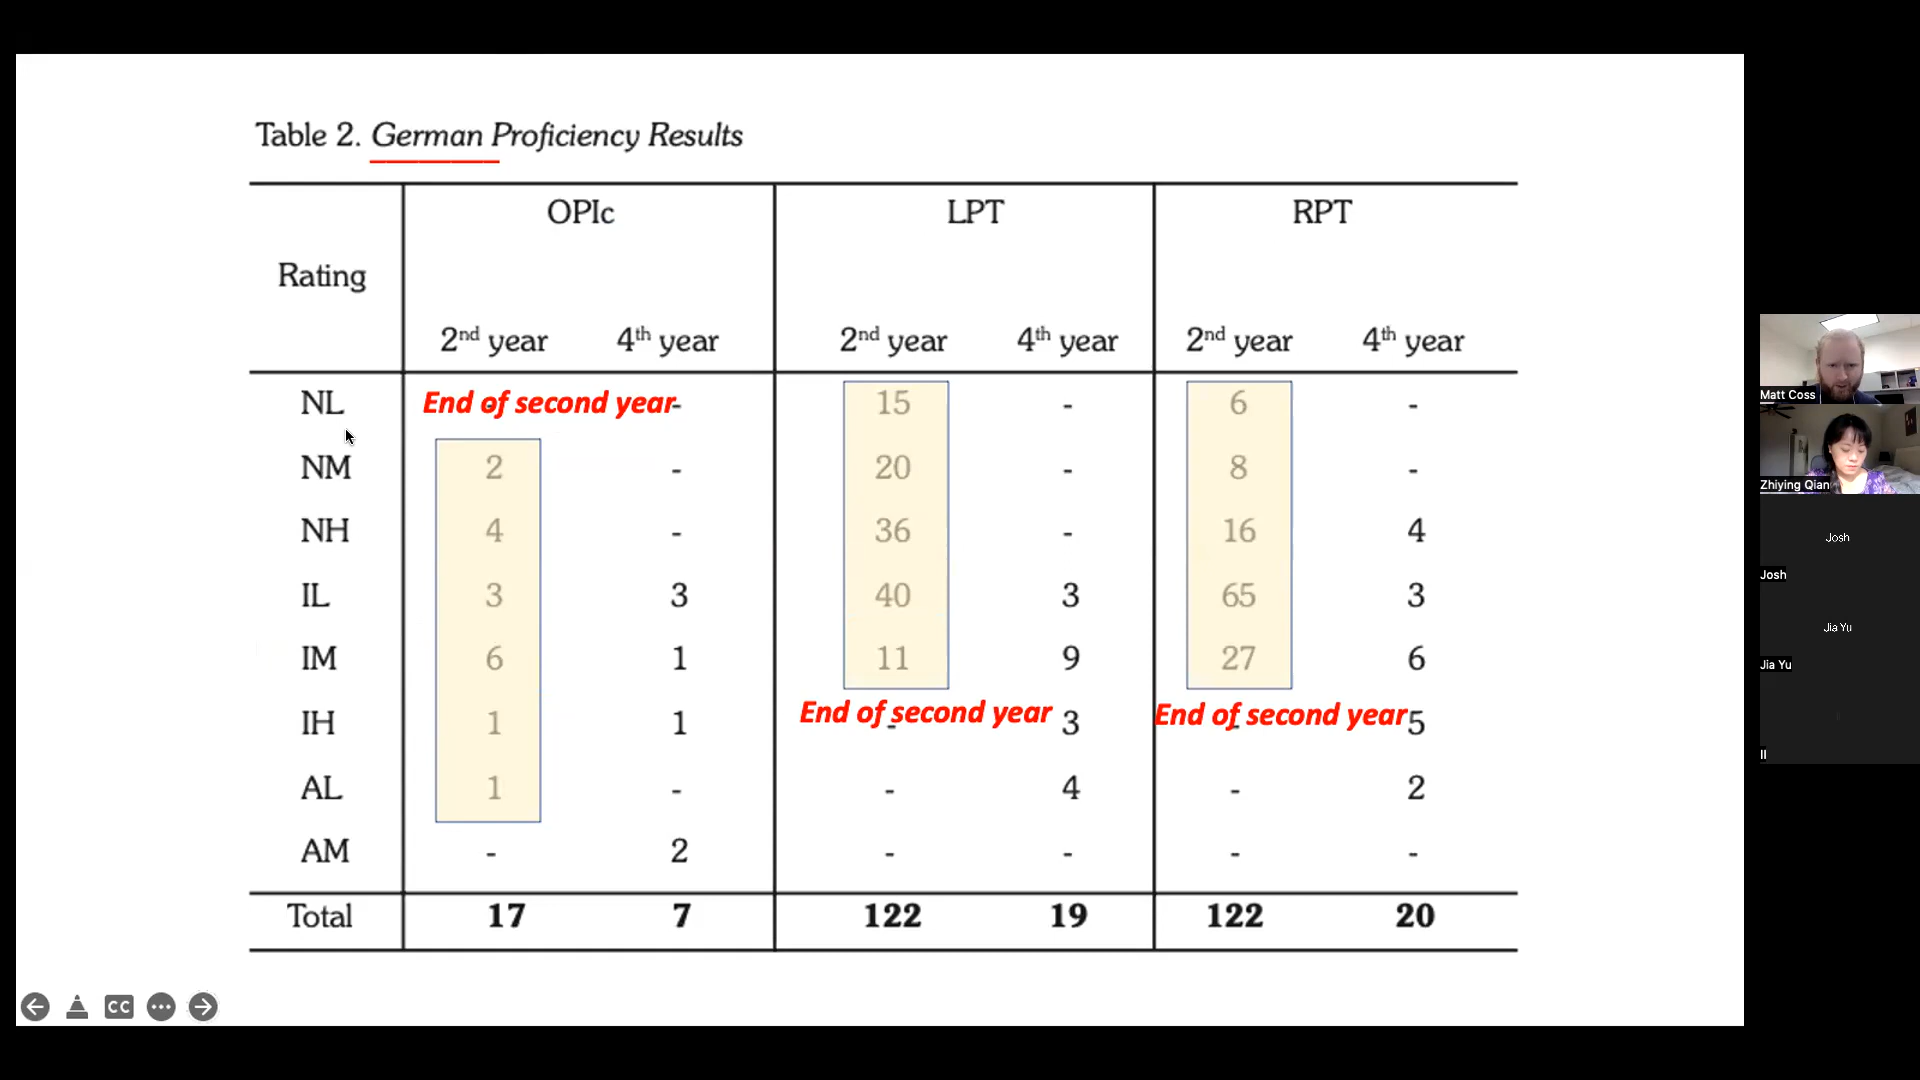 Table 2. German Proficiency Results
OPIc LPT RPT
Rating
2nd year 4th year 2nd year 4th year 2nd year 4th year
NL End of second year - 15 - 6 -
NM 2 - 20 - 8 -
NH 4 - 36 - 16 4
IL 3 3 40 3 65 3
IM 6 1 11 9 27 6
End of second year End of second year
IH 1 1 - 3 - 5
AL 1 - - 4 - 2
AM - 2 - - - -
Total 17 7 122 19 122 20
CC
Matt Coss
Zhiying Qian
Josh
Josh
Jia Yu
Jia Yu